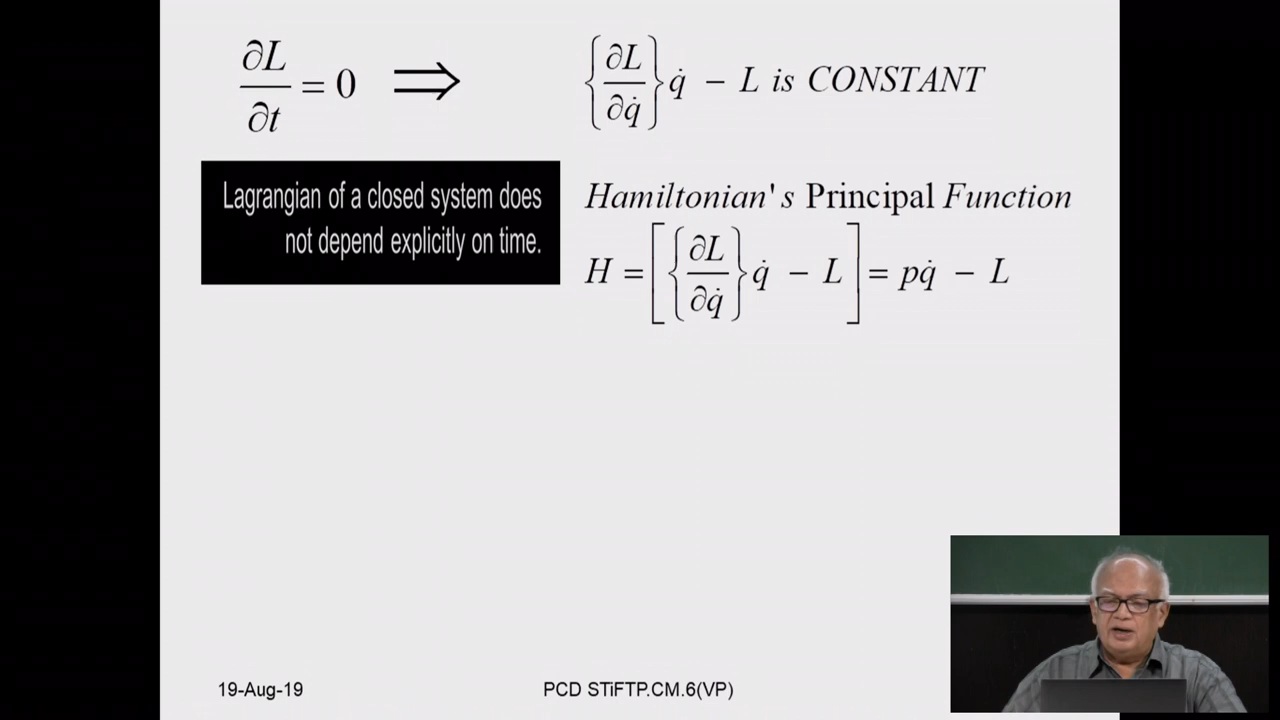 ∂L/∂t = 0 ⇒ {∂L/∂q̇}q̇ − L is CONSTANT
Lagrangian of a closed system does
not depend explicitly on time.
Hamiltonian's Principal Function
H = [{∂L/∂q̇}q̇ − L] = pq̇ − L
19-Aug-19
PCD STiFTP.CM.6(VP)